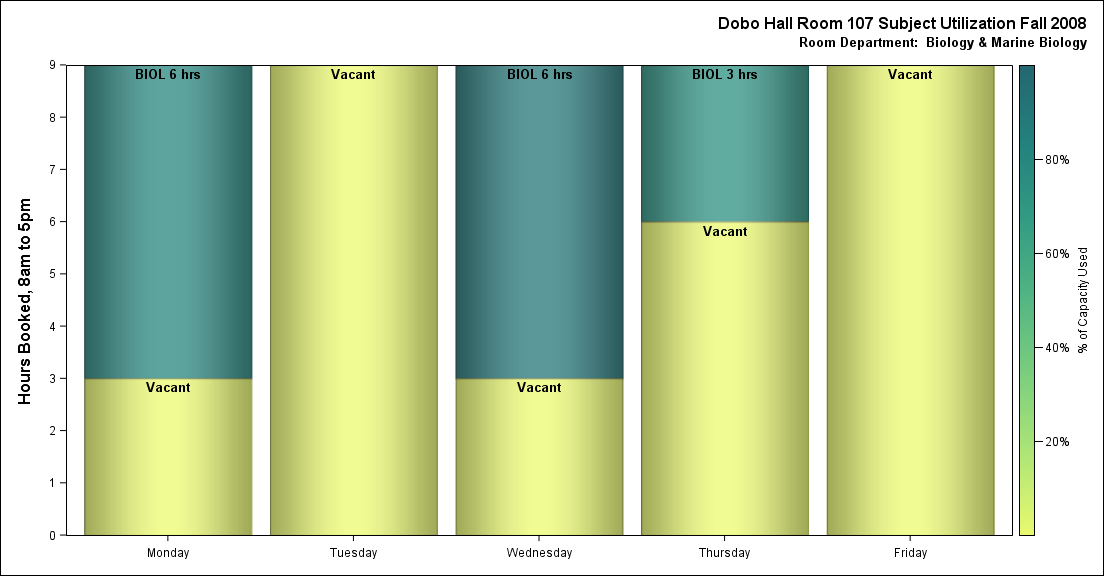 Dobo Hall Room 107 Subject Utilization Fall 2008
Room Department:  Biology & Marine Biology
Hours Booked, 8am to 5pm
9
8
7
6
5
4
3
2
1
0
BIOL 6 hrs
Vacant
Vacant
BIOL 6 hrs
Vacant
BIOL 3 hrs
Vacant
Vacant
Monday
Tuesday
Wednesday
Thursday
Friday
80%
60%
40%
20%
% of Capacity Used